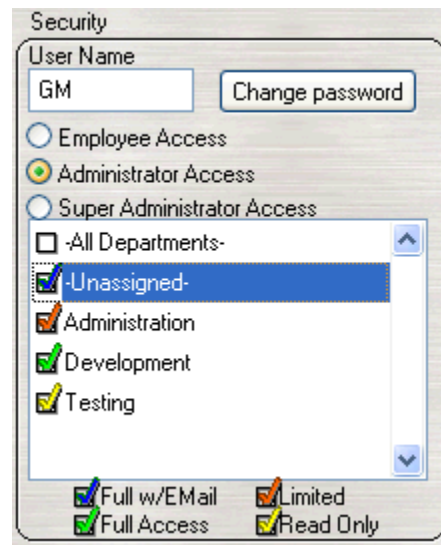 Security
User Name
GM
Change password
Employee Access
Administrator Access
Super Administrator Access
-All Departments-
-Unassigned-
Administration
Development
Testing
Full w/EMail
Limited
Full Access
Read Only